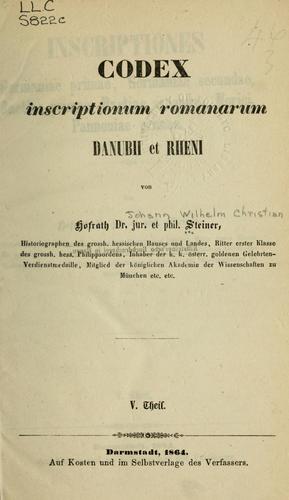 LLC
S822c
CODEX
inscriptionum romanarum
DANUBII et RHENI
von
Johann Wilhelm Christian
Hofrath Dr. jur. et phil. Steiner,
Historiographen des grossh. hessischen Hauses und Landes, Ritter erster Klasse
des grossh. hess. Philippsordens, Inhaber der k. k. österr. goldenen Gelehrten-
Verdienstmedaille, Mitglied der königlichen Akademie der Wissenschaften zu
München etc. etc.
V. Theil.
Darmstadt, 1864.
Auf Kosten und im Selbstverlage des Verfassers.